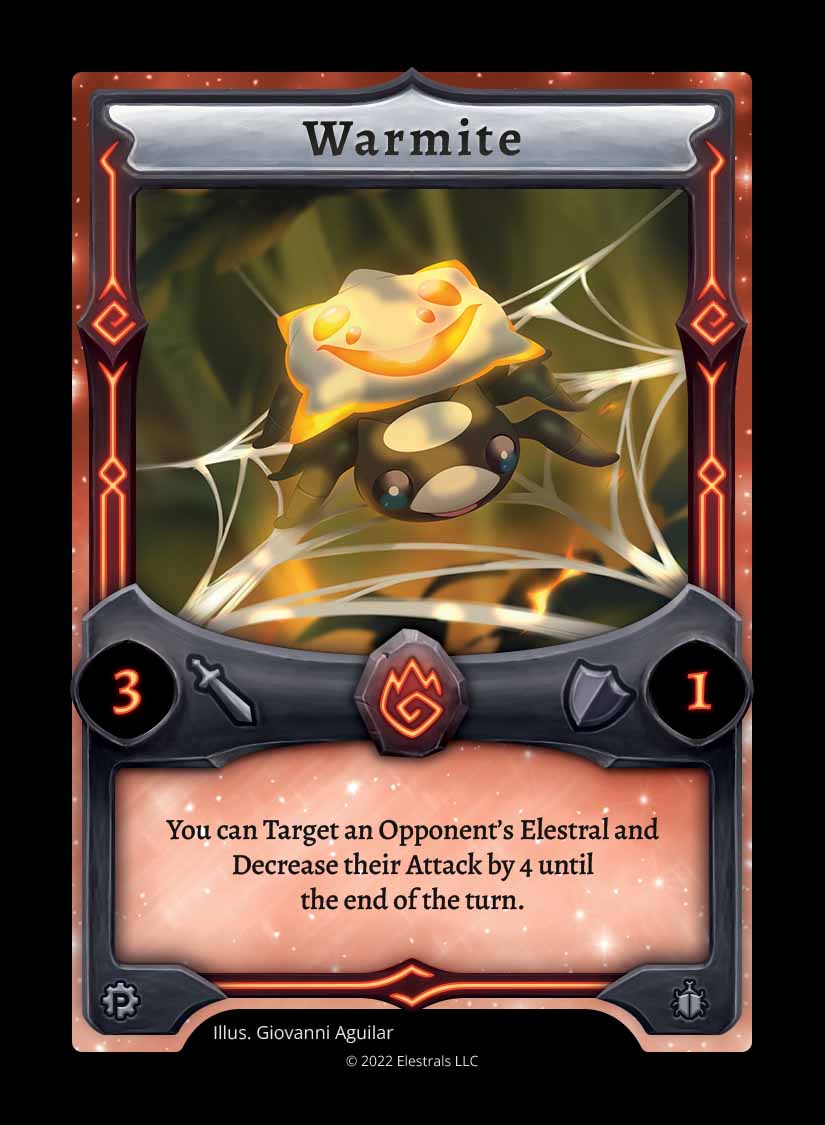 Warmite
3
1
You can Target an Opponent's Elestral and
Decrease their Attack by 4 until
the end of the turn.
P
Illus. Giovanni Aguilar
© 2022 Elestrals LLC